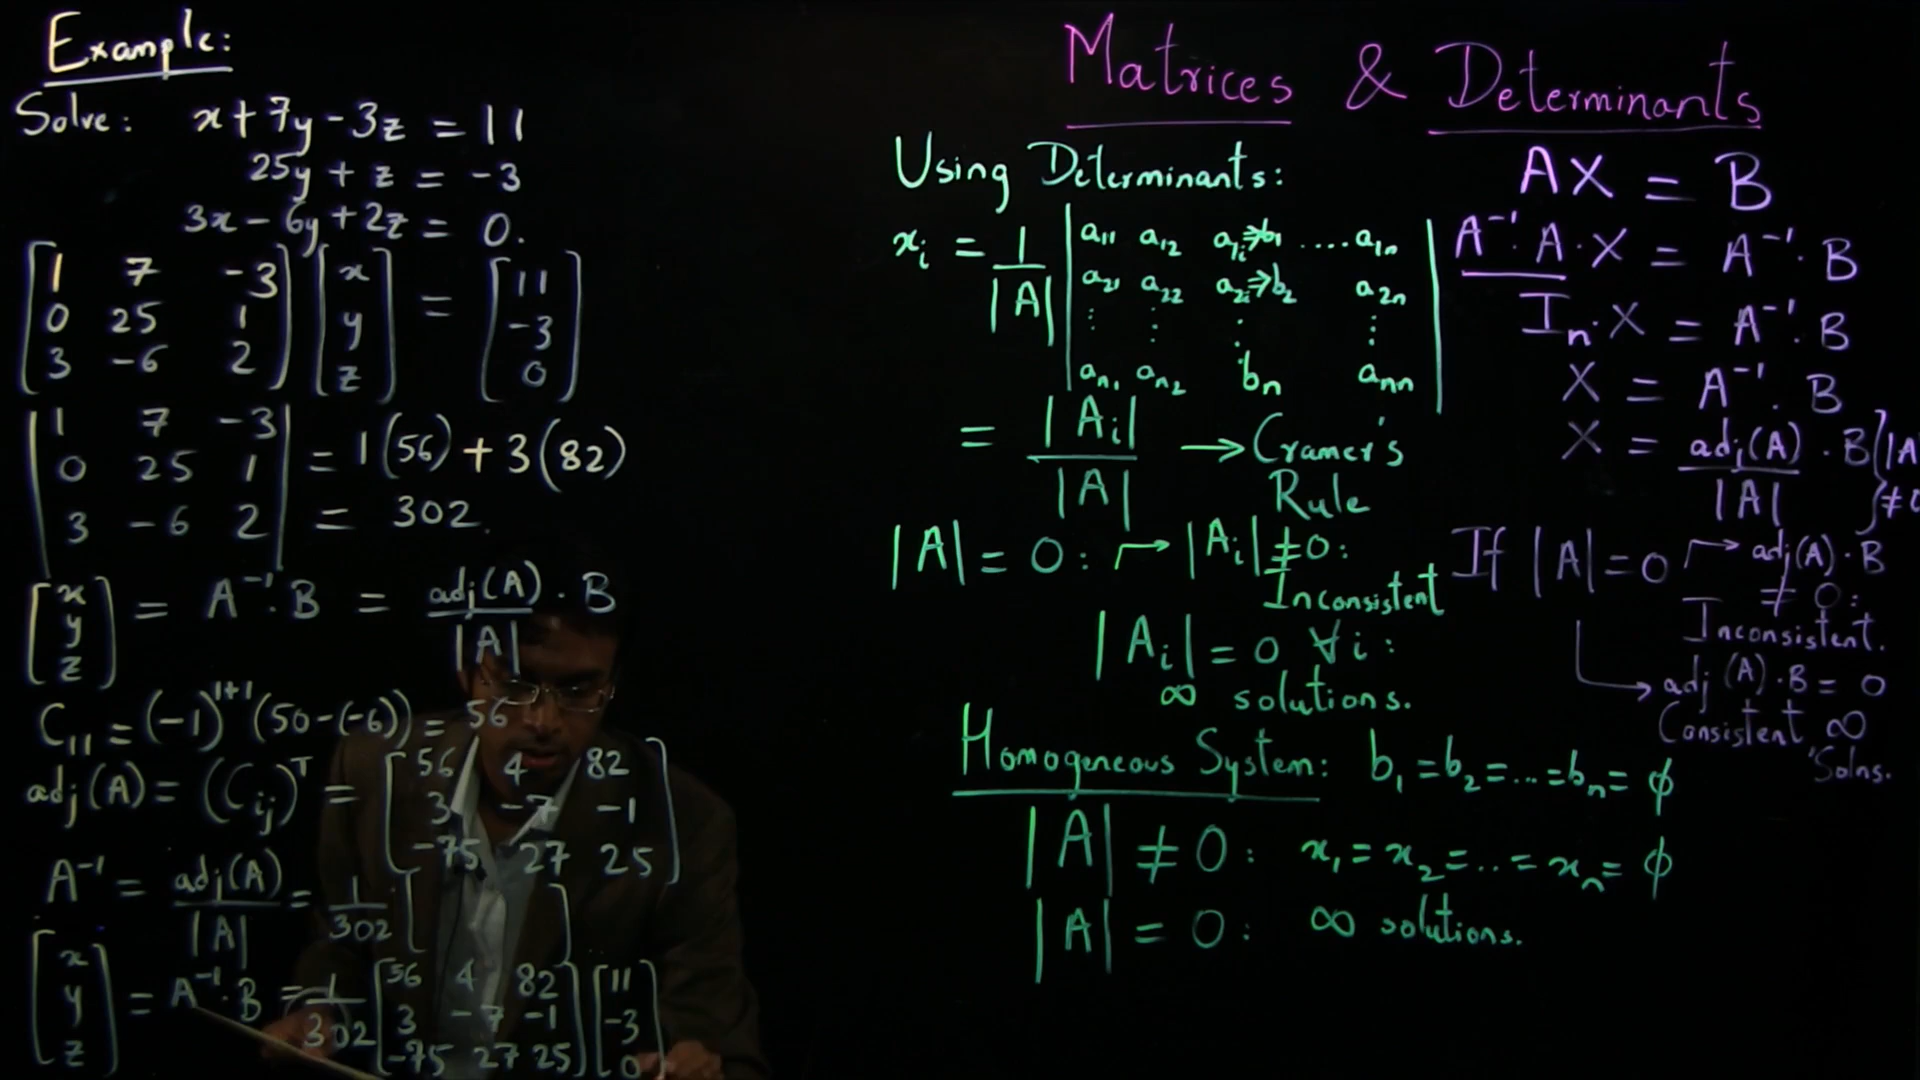 Example:
Solve: x + 7y - 3z = 11
25y + z = -3
3x - 6y + 2z = 0.
[1 7 -3] [x] = [11]
[0 25 1] [y] [-3]
[3 -6 2] [z] [0]
|1 7 -3|
|0 25 1| = 1(56) + 3(82)
|3 -6 2| = 302.
[x y z] = A⁻¹·B = adj(A)/|A| · B
C₁₁ = (-1)¹⁺¹ (50-(-6)) = 56
adj(A) = (Cᵢⱼ)ᵀ = [56 4 82]
[3 -7 -1]
[-75 27 25]
A⁻¹ = adj(A)/|A| = 1/302 [ ]
[x] [56 4 82] [11]
[y] = A⁻¹·B = 1/302 [3 -7 -1] [-3]
[z] [-75 27 25] [0]
Matrices & Determinants
Using Determinants:
xᵢ = 1/|A| |a₁₁ a₁₂ a₁ᵢ⇒b₁ .... a₁ₙ|
|a₂₁ a₂₂ a₂ᵢ⇒b₂ a₂ₙ|
|⋮ ⋮ ⋮ ⋮|
|aₙ₁ aₙ₂ bₙ aₙₙ|
= |Aᵢ|/|A| → Cramer's
Rule
|A| = 0: → |Aᵢ| ≠ 0:
Inconsistent
|Aᵢ| = 0 ∀ i:
∞ solutions.
Homogeneous System: b₁ = b₂ = ... = bₙ = φ
|A| ≠ 0: x₁ = x₂ = .. = xₙ = φ
|A| = 0: ∞ solutions.
AX = B
A⁻¹·A·X = A⁻¹·B
Iₙ·X = A⁻¹·B
X = A⁻¹·B
X = adj(A)/|A| · B } |A| ≠ 0
If |A| = 0 → adj(A)·B
≠ 0:
Inconsistent.
→ adj(A)·B = 0
Consistent ∞
Solns.